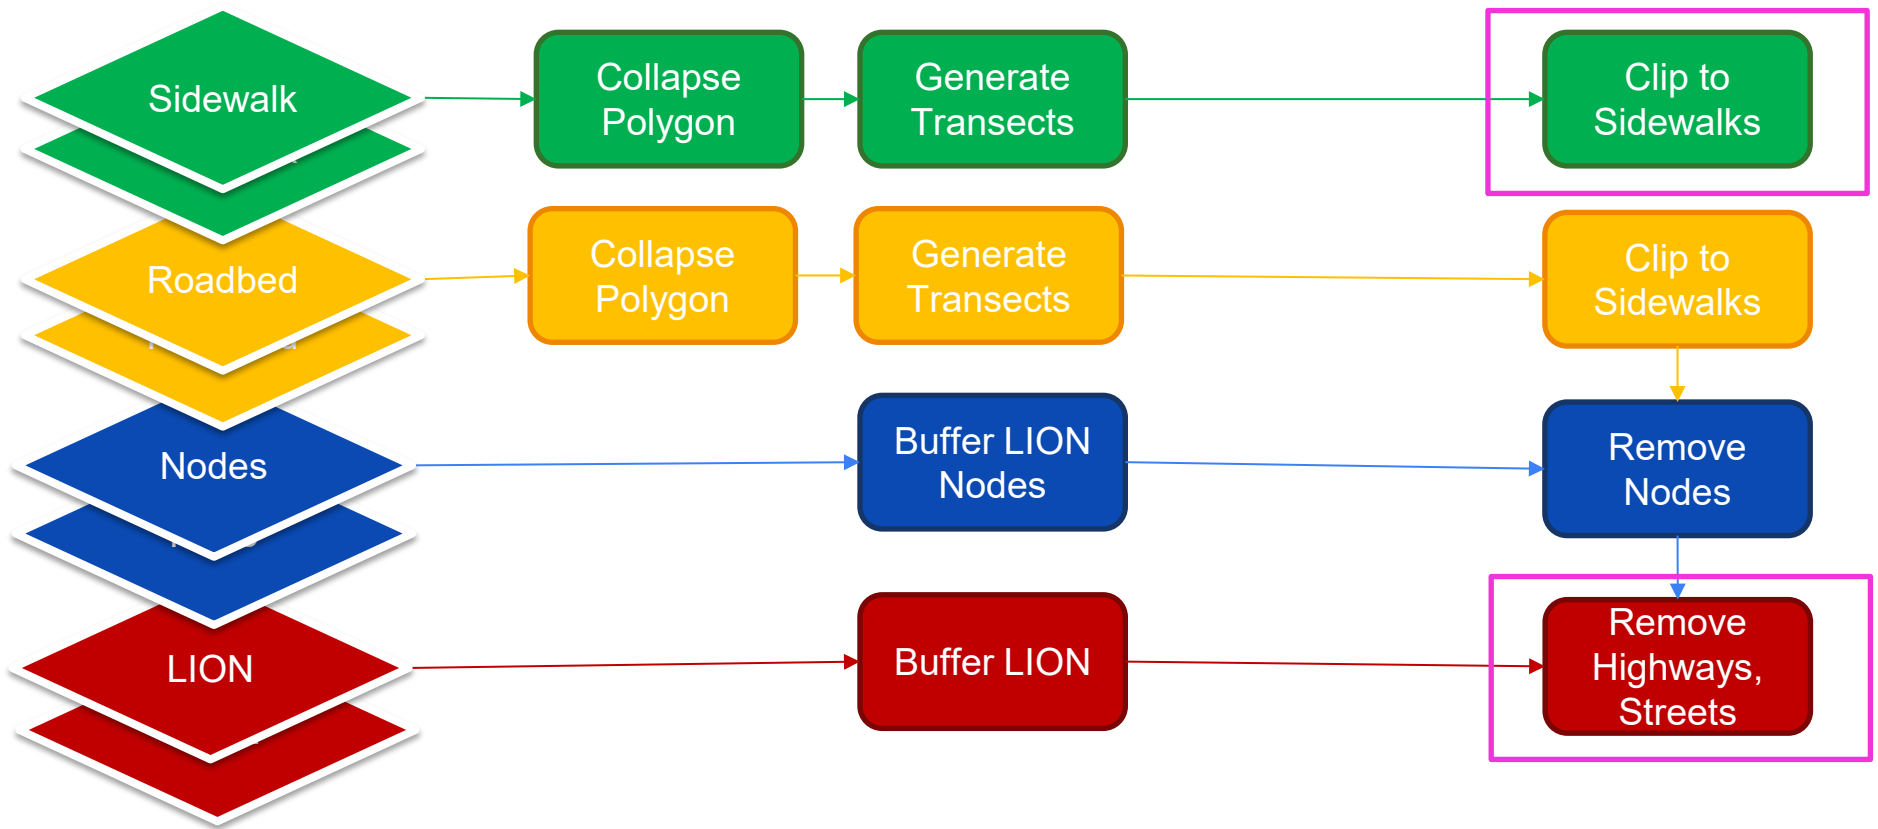 Sidewalk
Collapse
Polygon
Generate
Transects
Clip to
Sidewalks
Roadbed
Collapse
Polygon
Generate
Transects
Clip to
Sidewalks
Nodes
Buffer LION
Nodes
Remove
Nodes
LION
Buffer LION
Remove
Highways,
Streets